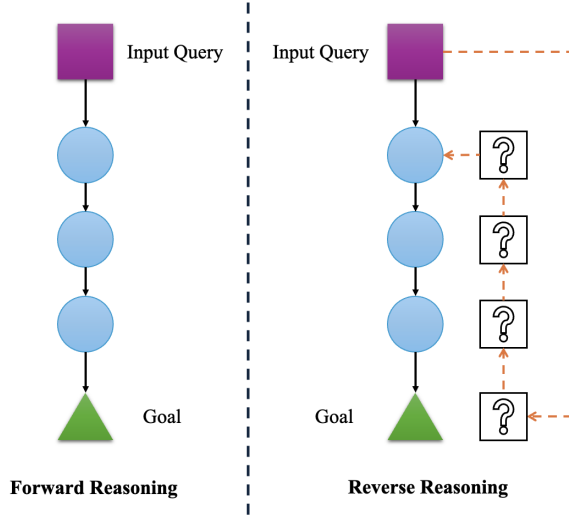 Input Query
Goal
Forward Reasoning
Input Query
?
?
?
?
Goal
Reverse Reasoning